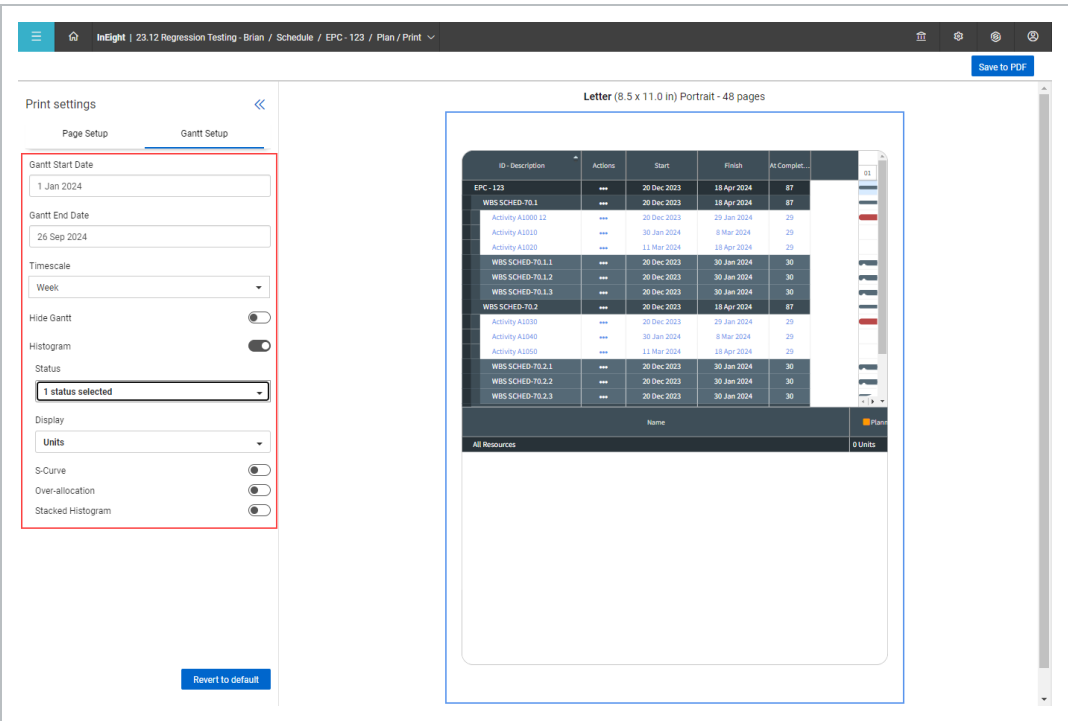 InEight | 23.12 Regression Testing - Brian / Schedule / EPC - 123 / Plan / Print
Save to PDF
Print settings
Page Setup Gantt Setup
Gantt Start Date
1 Jan 2024
Gantt End Date
26 Sep 2024
Timescale
Week
Hide Gantt
Histogram
Status
1 status selected
Display
Units
S-Curve
Over-allocation
Stacked Histogram
Revert to default
Letter (8.5 x 11.0 in) Portrait - 48 pages
ID - Description Actions Start Finish At Complet... 01
EPC - 123 ••• 20 Dec 2023 18 Apr 2024 87
WBS SCHED-70.1 ••• 20 Dec 2023 18 Apr 2024 87
Activity A1000 12 ••• 20 Dec 2023 29 Jan 2024 29
Activity A1010 ••• 30 Jan 2024 8 Mar 2024 29
Activity A1020 ••• 11 Mar 2024 18 Apr 2024 29
WBS SCHED-70.1.1 ••• 20 Dec 2023 30 Jan 2024 30
WBS SCHED-70.1.2 ••• 20 Dec 2023 30 Jan 2024 30
WBS SCHED-70.1.3 ••• 20 Dec 2023 30 Jan 2024 30
WBS SCHED-70.2 ••• 20 Dec 2023 18 Apr 2024 87
Activity A1030 ••• 20 Dec 2023 29 Jan 2024 29
Activity A1040 ••• 30 Jan 2024 8 Mar 2024 29
Activity A1050 ••• 11 Mar 2024 18 Apr 2024 29
WBS SCHED-70.2.1 ••• 20 Dec 2023 30 Jan 2024 30
WBS SCHED-70.2.2 ••• 20 Dec 2023 30 Jan 2024 30
WBS SCHED-70.2.3 ••• 20 Dec 2023 30 Jan 2024 30
Name Plann
All Resources 0 Units